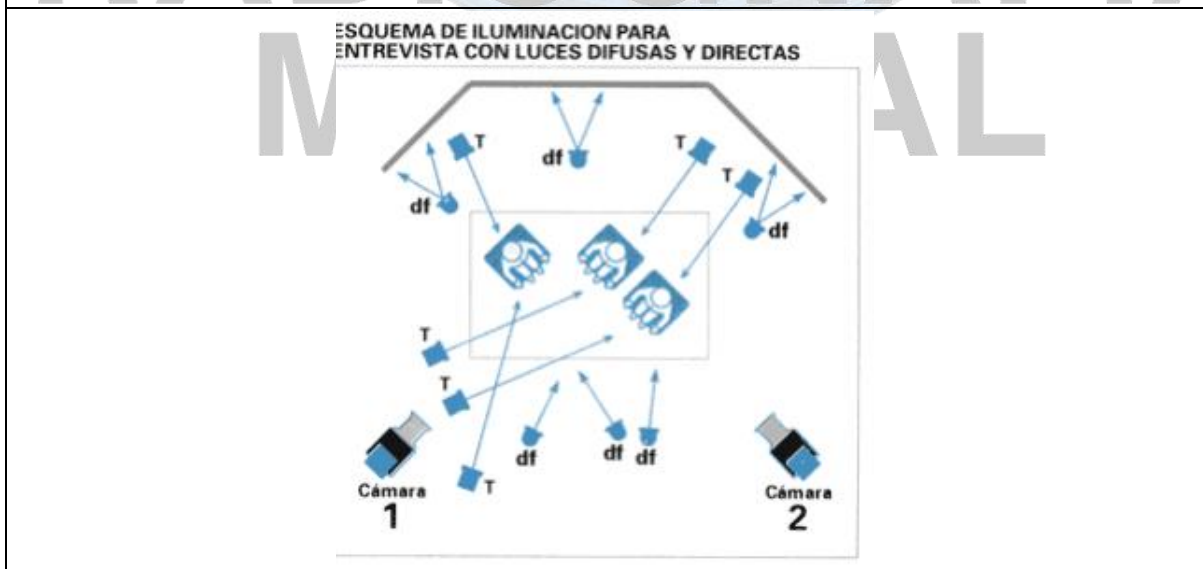 ESQUEMA DE ILUMINACION PARA
ENTREVISTA CON LUCES DIFUSAS Y DIRECTAS
T
df
T
T
df
df
T
T
df
df
df
T
Cámara
1
Cámara
2